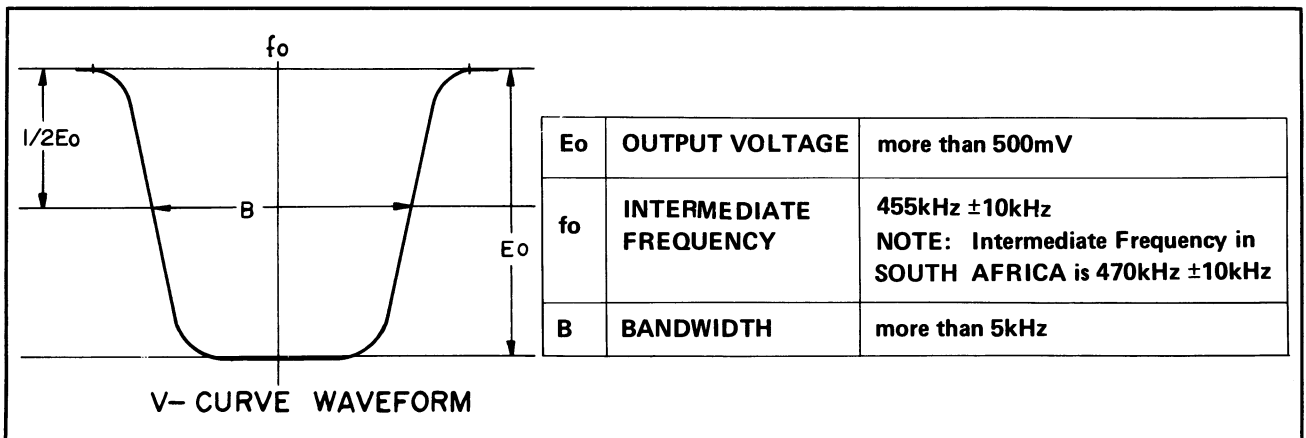 fo
1/2Eo
B
Eo
V- CURVE WAVEFORM
Eo OUTPUT VOLTAGE more than 500mV
fo INTERMEDIATE FREQUENCY 455kHz ±10kHz
NOTE: Intermediate Frequency in
SOUTH AFRICA is 470kHz ±10kHz
B BANDWIDTH more than 5kHz